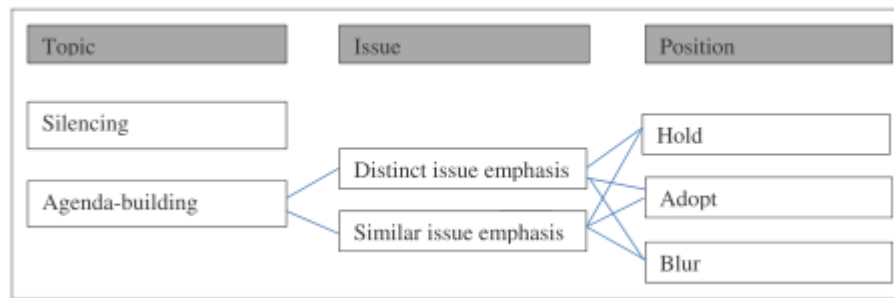 Topic
Issue
Position
Silencing
Agenda-building
Distinct issue emphasis
Similar issue emphasis
Hold
Adopt
Blur